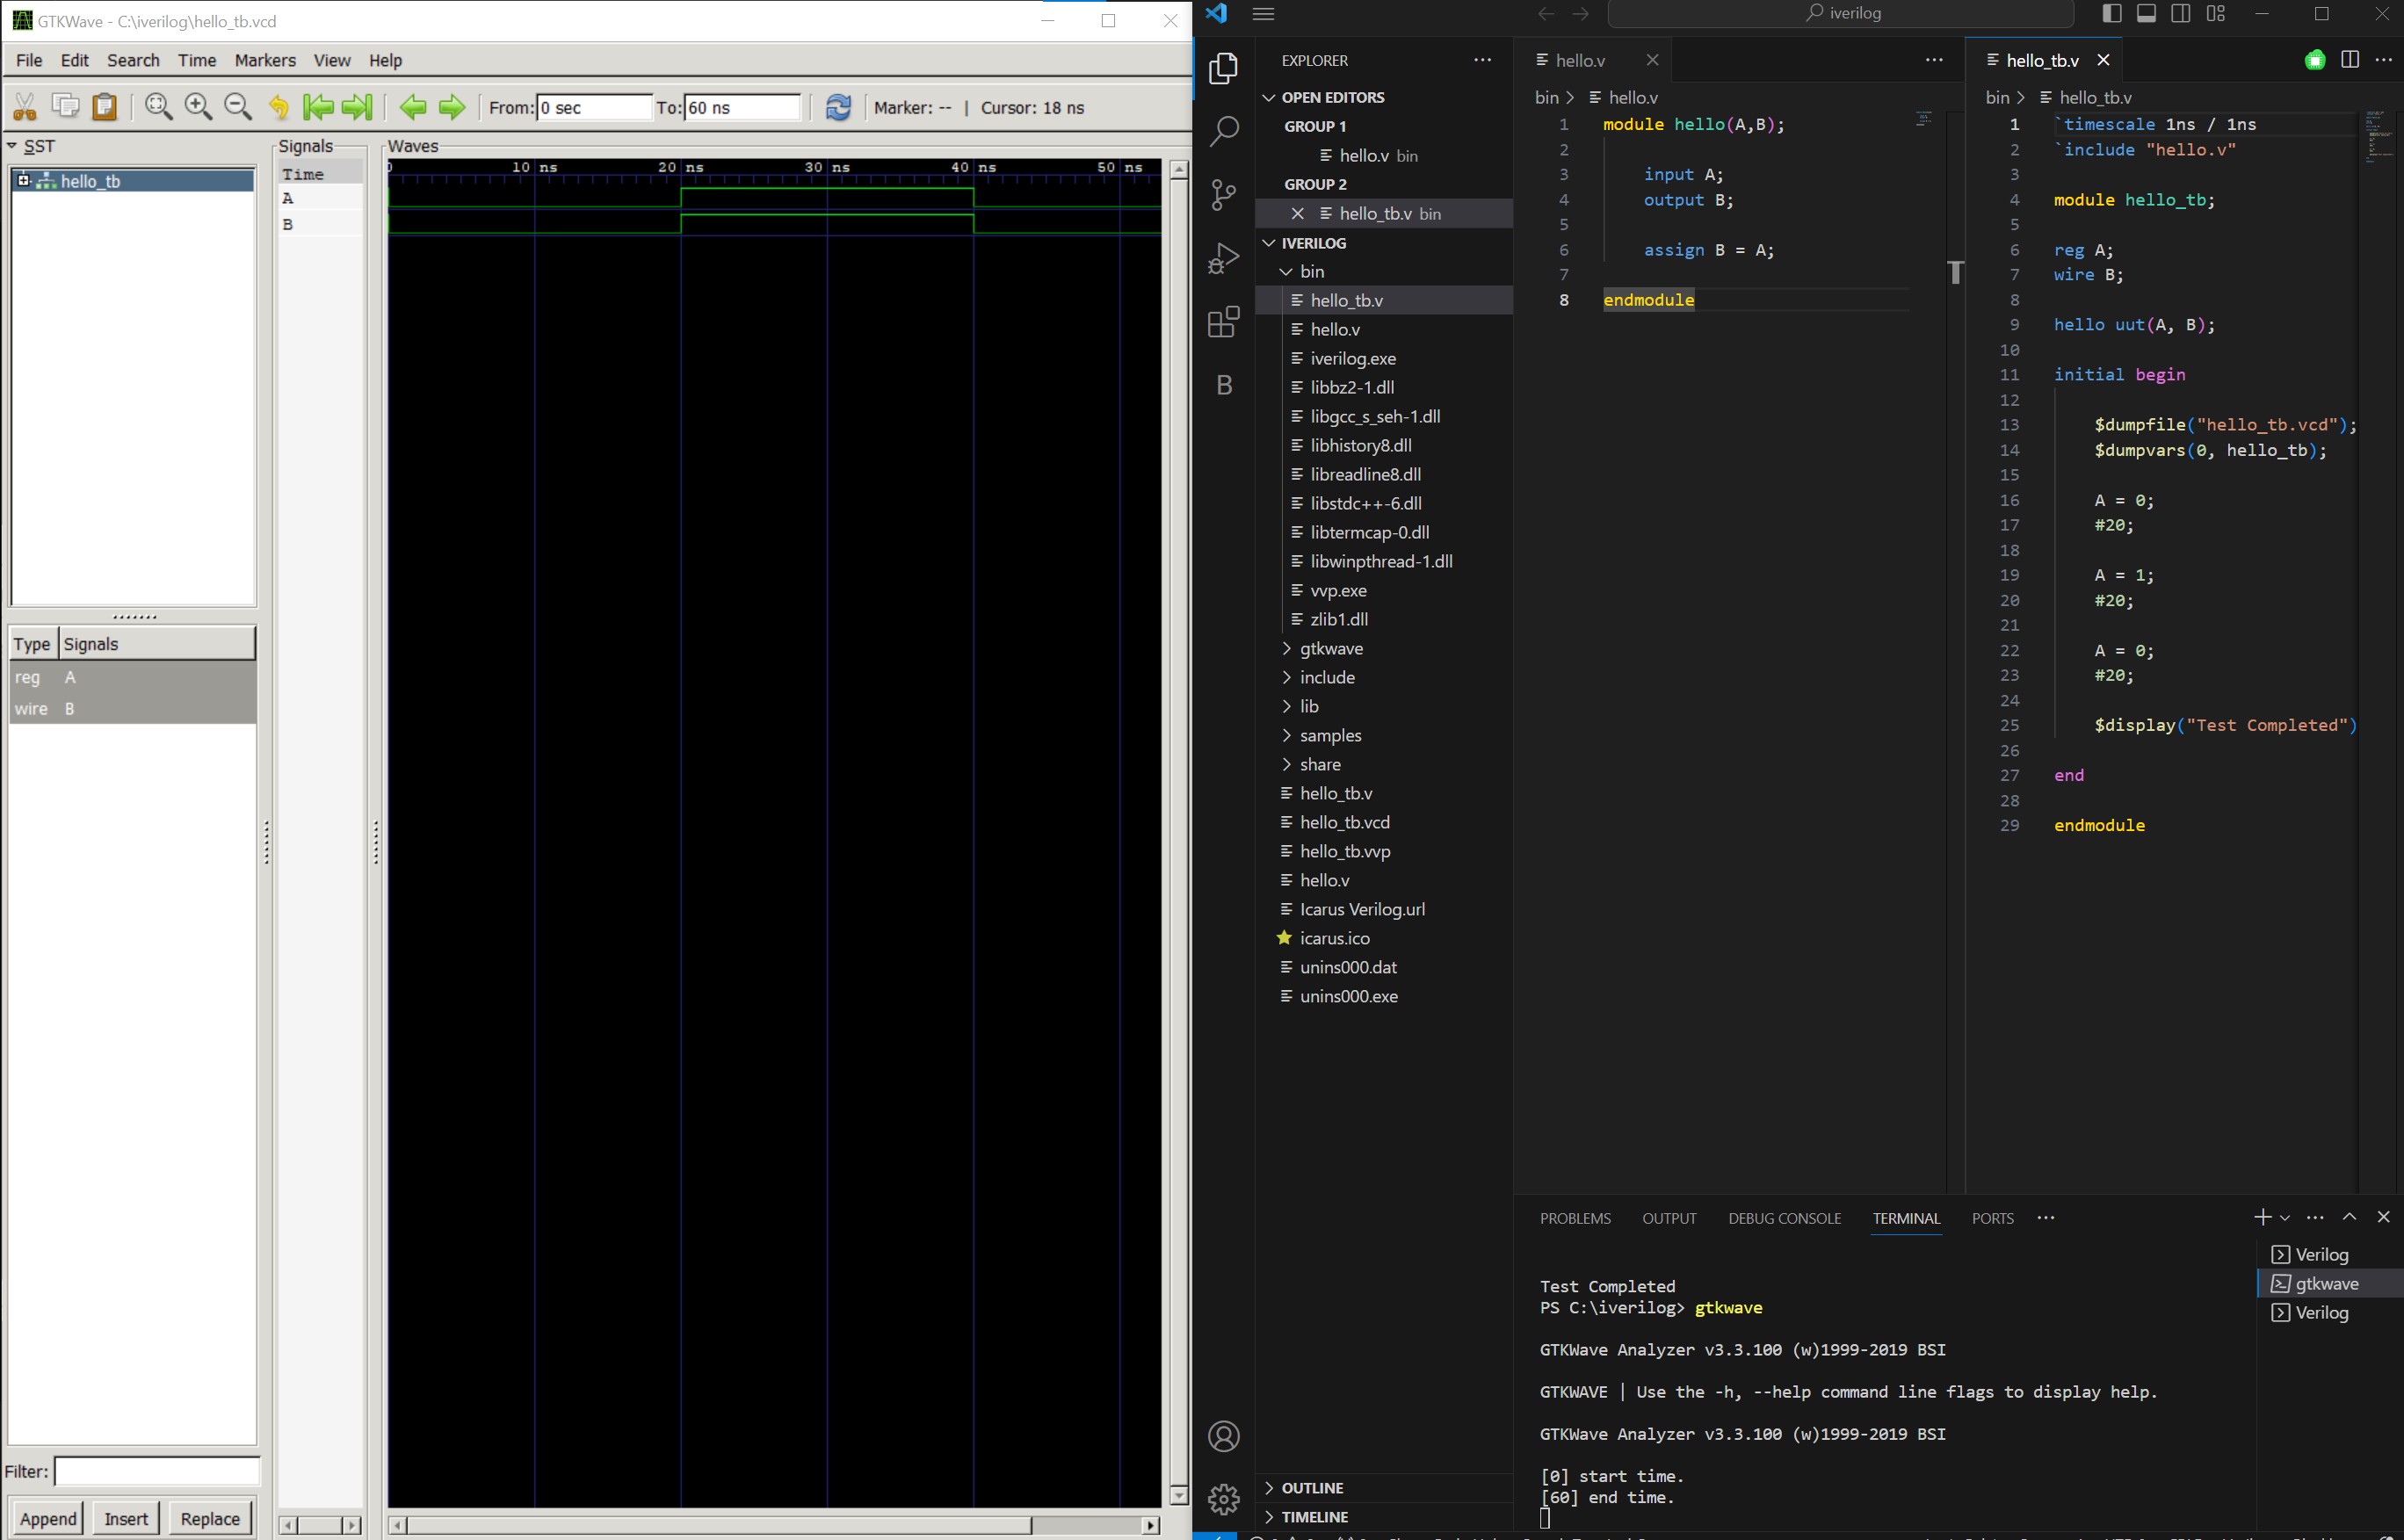 GTKWave - C:\iverilog\hello_tb.vcd
File Edit Search Time Markers View Help
From: 0 sec To: 60 ns Marker: -- | Cursor: 18 ns
SST
hello_tb
Type Signals
reg A
wire B
Filter:
Append Insert Replace
Signals
Time
A
B
Waves
0 10 ns 20 ns 30 ns 40 ns 50 ns
iverilog
EXPLORER
OPEN EDITORS
GROUP 1
hello.v bin
GROUP 2
hello_tb.v bin
IVERILOG
bin
hello_tb.v
hello.v
iverilog.exe
libbz2-1.dll
libgcc_s_seh-1.dll
libhistory8.dll
libreadline8.dll
libstdc++-6.dll
libtermcap-0.dll
libwinpthread-1.dll
vvp.exe
zlib1.dll
gtkwave
include
lib
samples
share
hello_tb.v
hello_tb.vcd
hello_tb.vvp
hello.v
Icarus Verilog.url
icarus.ico
unins000.dat
unins000.exe
OUTLINE
TIMELINE
B
hello.v
bin > hello.v
1 module hello(A,B);
2
3 input A;
4 output B;
5
6 assign B = A;
7
8 endmodule
T
hello_tb.v
bin > hello_tb.v
1 `timescale 1ns / 1ns
2 `include "hello.v"
3
4 module hello_tb;
5
6 reg A;
7 wire B;
8
9 hello uut(A, B);
10
11 initial begin
12
13 $dumpfile("hello_tb.vcd");
14 $dumpvars(0, hello_tb);
15
16 A = 0;
17 #20;
18
19 A = 1;
20 #20;
21
22 A = 0;
23 #20;
24
25 $display("Test Completed")
26
27 end
28
29 endmodule
PROBLEMS OUTPUT DEBUG CONSOLE TERMINAL PORTS
Test Completed
PS C:\iverilog> gtkwave
GTKWave Analyzer v3.3.100 (w)1999-2019 BSI
GTKWAVE | Use the -h, --help command line flags to display help.
GTKWave Analyzer v3.3.100 (w)1999-2019 BSI
[0] start time.
[60] end time.
Verilog
gtkwave
Verilog